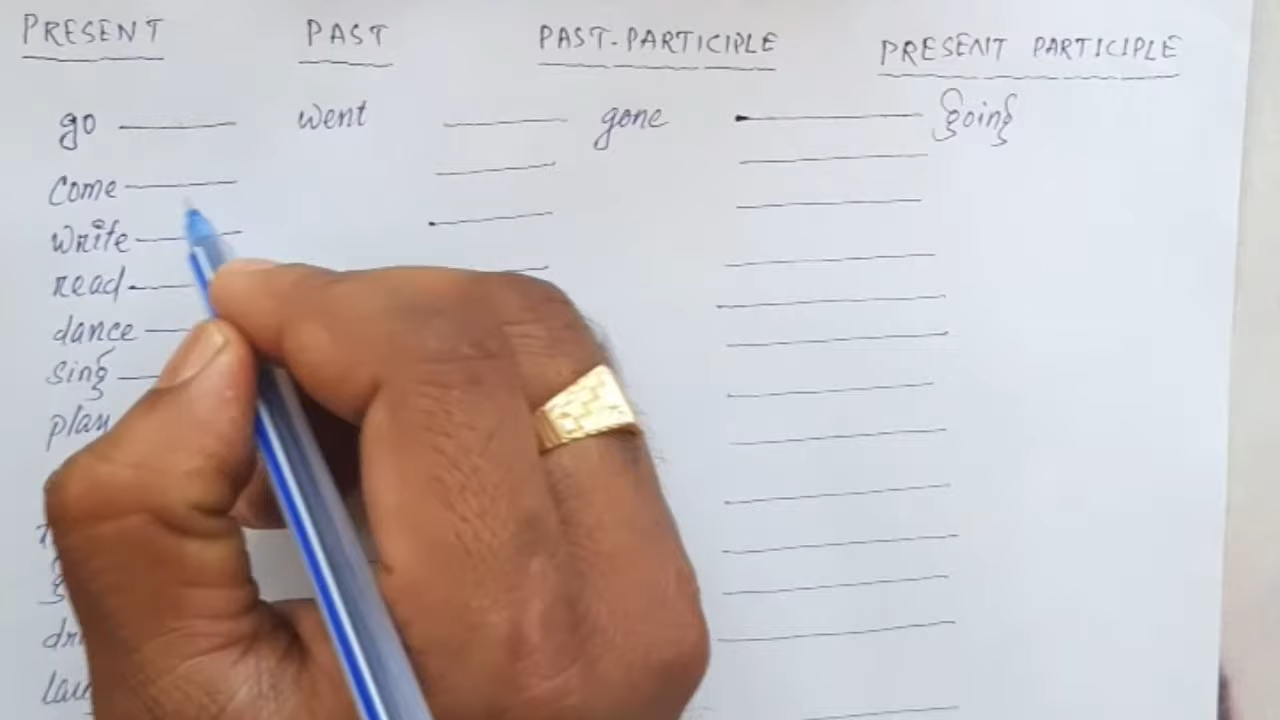 PRESENT PAST PAST-PARTICIPLE PRESENT PARTICIPLE
go went gone going
come
write
read
dance
sing